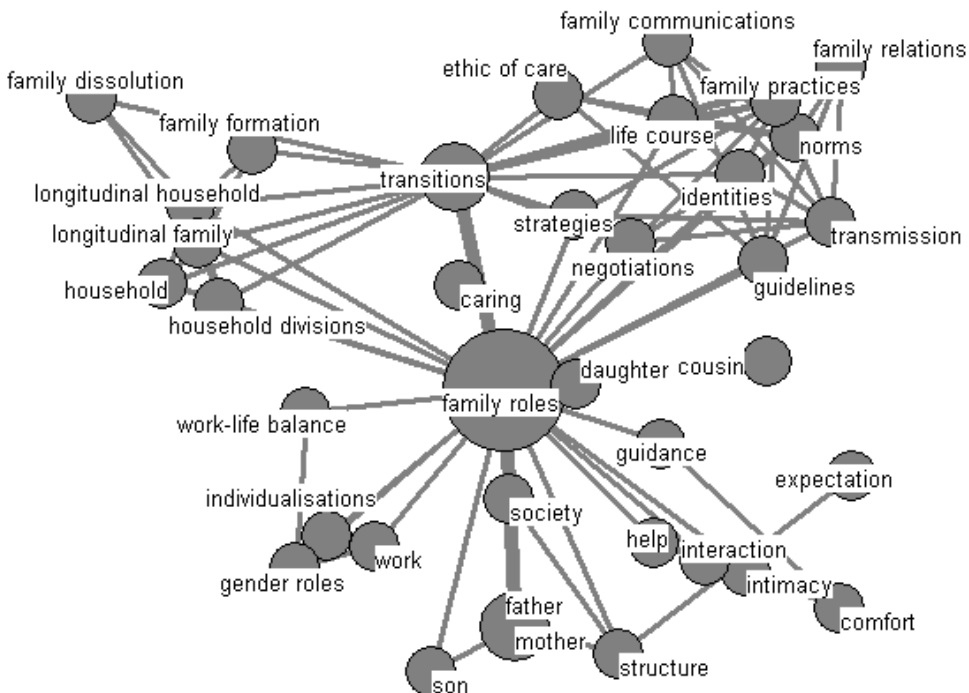 family communications
family relations
family dissolution
ethic of care
family practices
family formation
life course
norms
longitudinal household
transitions
identities
longitudinal family
strategies
transmission
household
negotiations
guidelines
household divisions
caring
daughter
cousin
family roles
work-life balance
guidance
expectation
individualisations
society
help
interaction
work
gender roles
intimacy
father
comfort
mother
structure
son